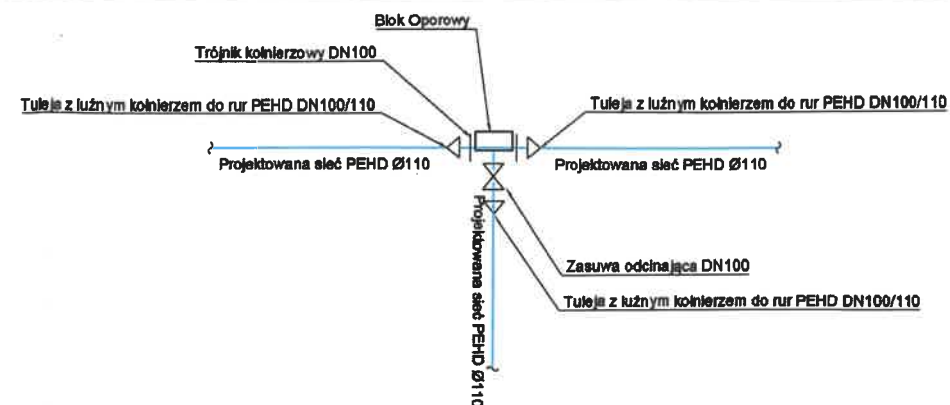 Blok Oporowy
Trójnik kołnierzowy DN100
Tuleja z luźnym kołnierzem do rur PEHD DN100/110
Tuleja z luźnym kołnierzem do rur PEHD DN100/110
Projektowana sieć PEHD Ø110
Projektowana sieć PEHD Ø110
Projektowana sieć PEHD Ø110
Zasuwa odcinająca DN100
Tuleja z luźnym kołnierzem do rur PEHD DN100/110